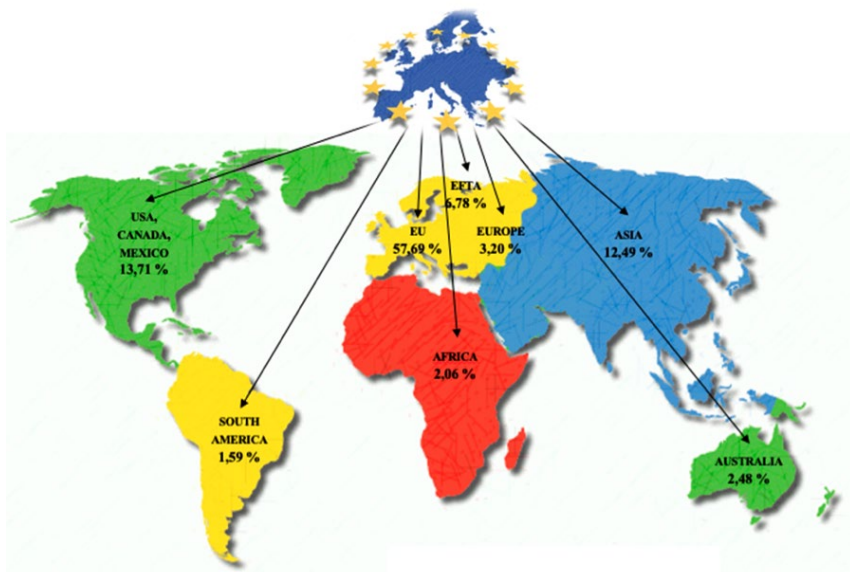 EFTA
6,78 %
USA,
CANADA,
MEXICO
13,71 %
EU
57,69 %
EUROPE
3,20 %
ASIA
12,49 %
AFRICA
2,06 %
SOUTH
AMERICA
1,59 %
AUSTRALIA
2,48 %